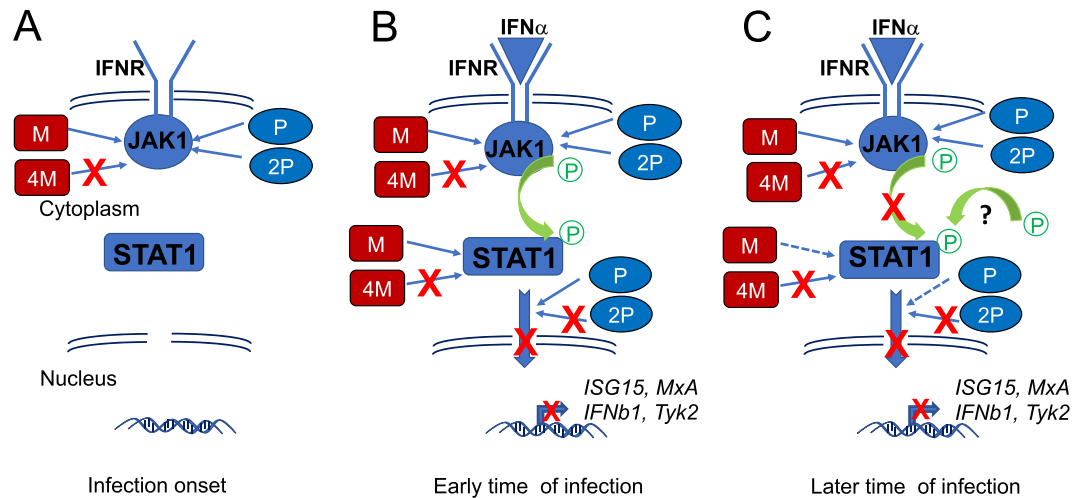 A
IFNR
M
JAK1
P
4M
2P
Cytoplasm
STAT1
Nucleus
Infection onset
B
IFNα
IFNR
M
JAK1
P
4M
2P
P
P
M
STAT1
4M
P
2P
X
X
X
X
ISG15, MxA
IFNb1, Tyk2
Early time of infection
C
IFNα
IFNR
M
JAK1
P
4M
2P
P
?
P
P
M
STAT1
4M
P
2P
ISG15, MxA
IFNb1, Tyk2
Later time of infection